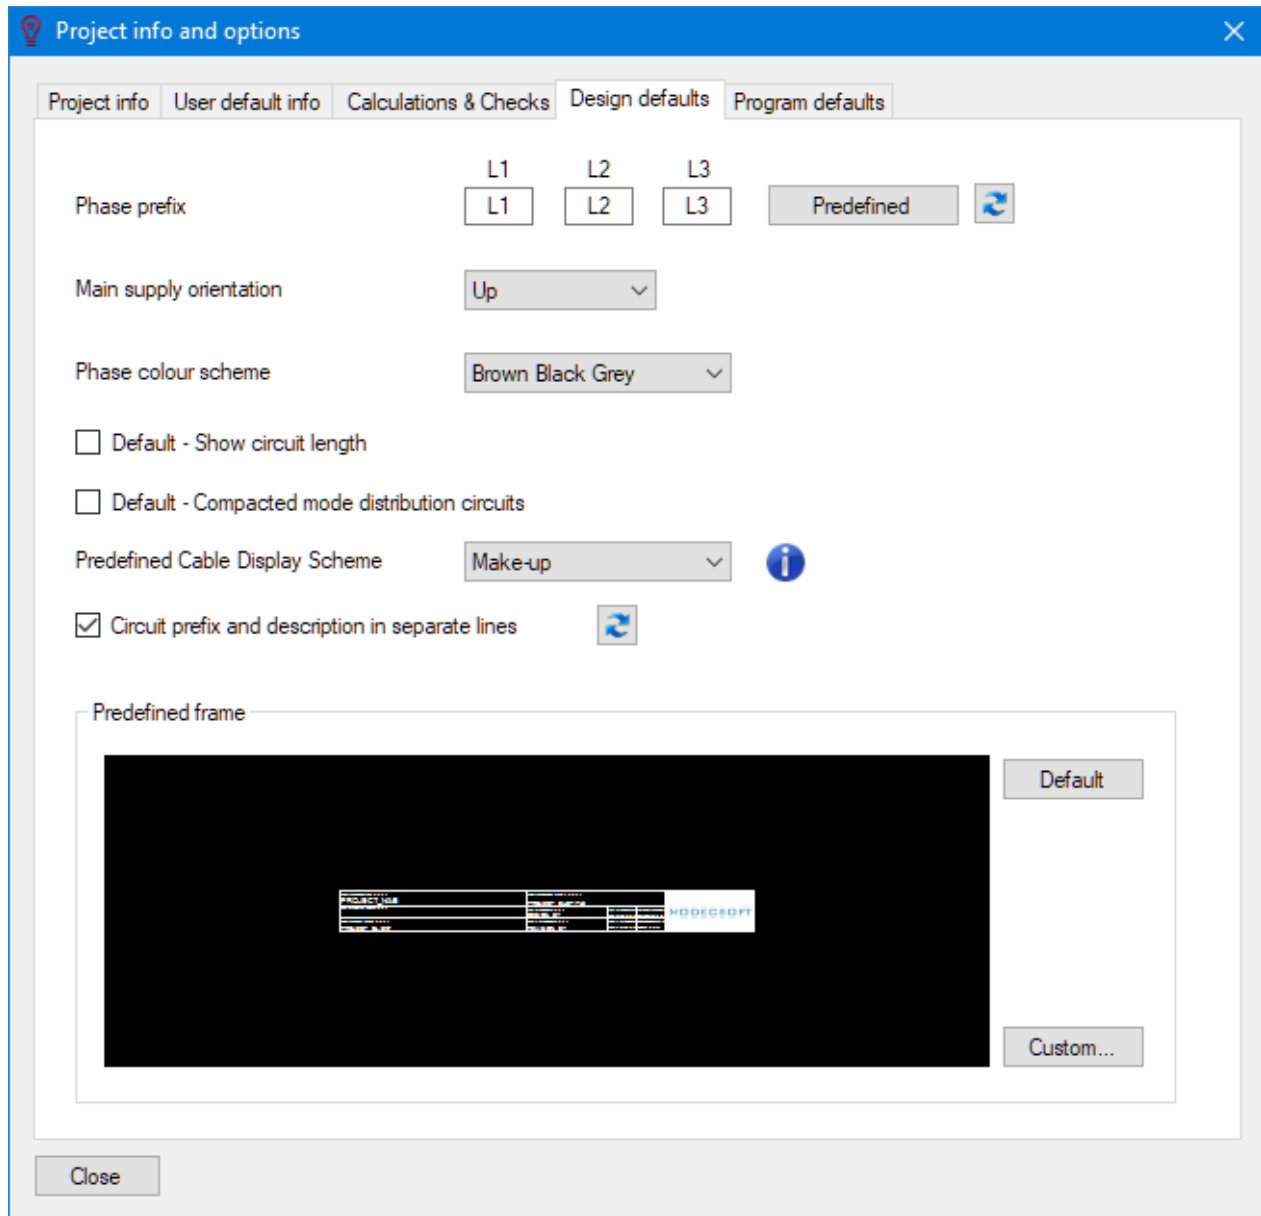 Project info and options
Project info User default info Calculations & Checks Design defaults Program defaults
L1 L2 L3
Phase prefix L1 L2 L3 Predefined
Main supply orientation Up
Phase colour scheme Brown Black Grey
Default - Show circuit length
Default - Compacted mode distribution circuits
Predefined Cable Display Scheme Make-up
Circuit prefix and description in separate lines
Predefined frame
Default
MODECSOFT
Custom...
Close